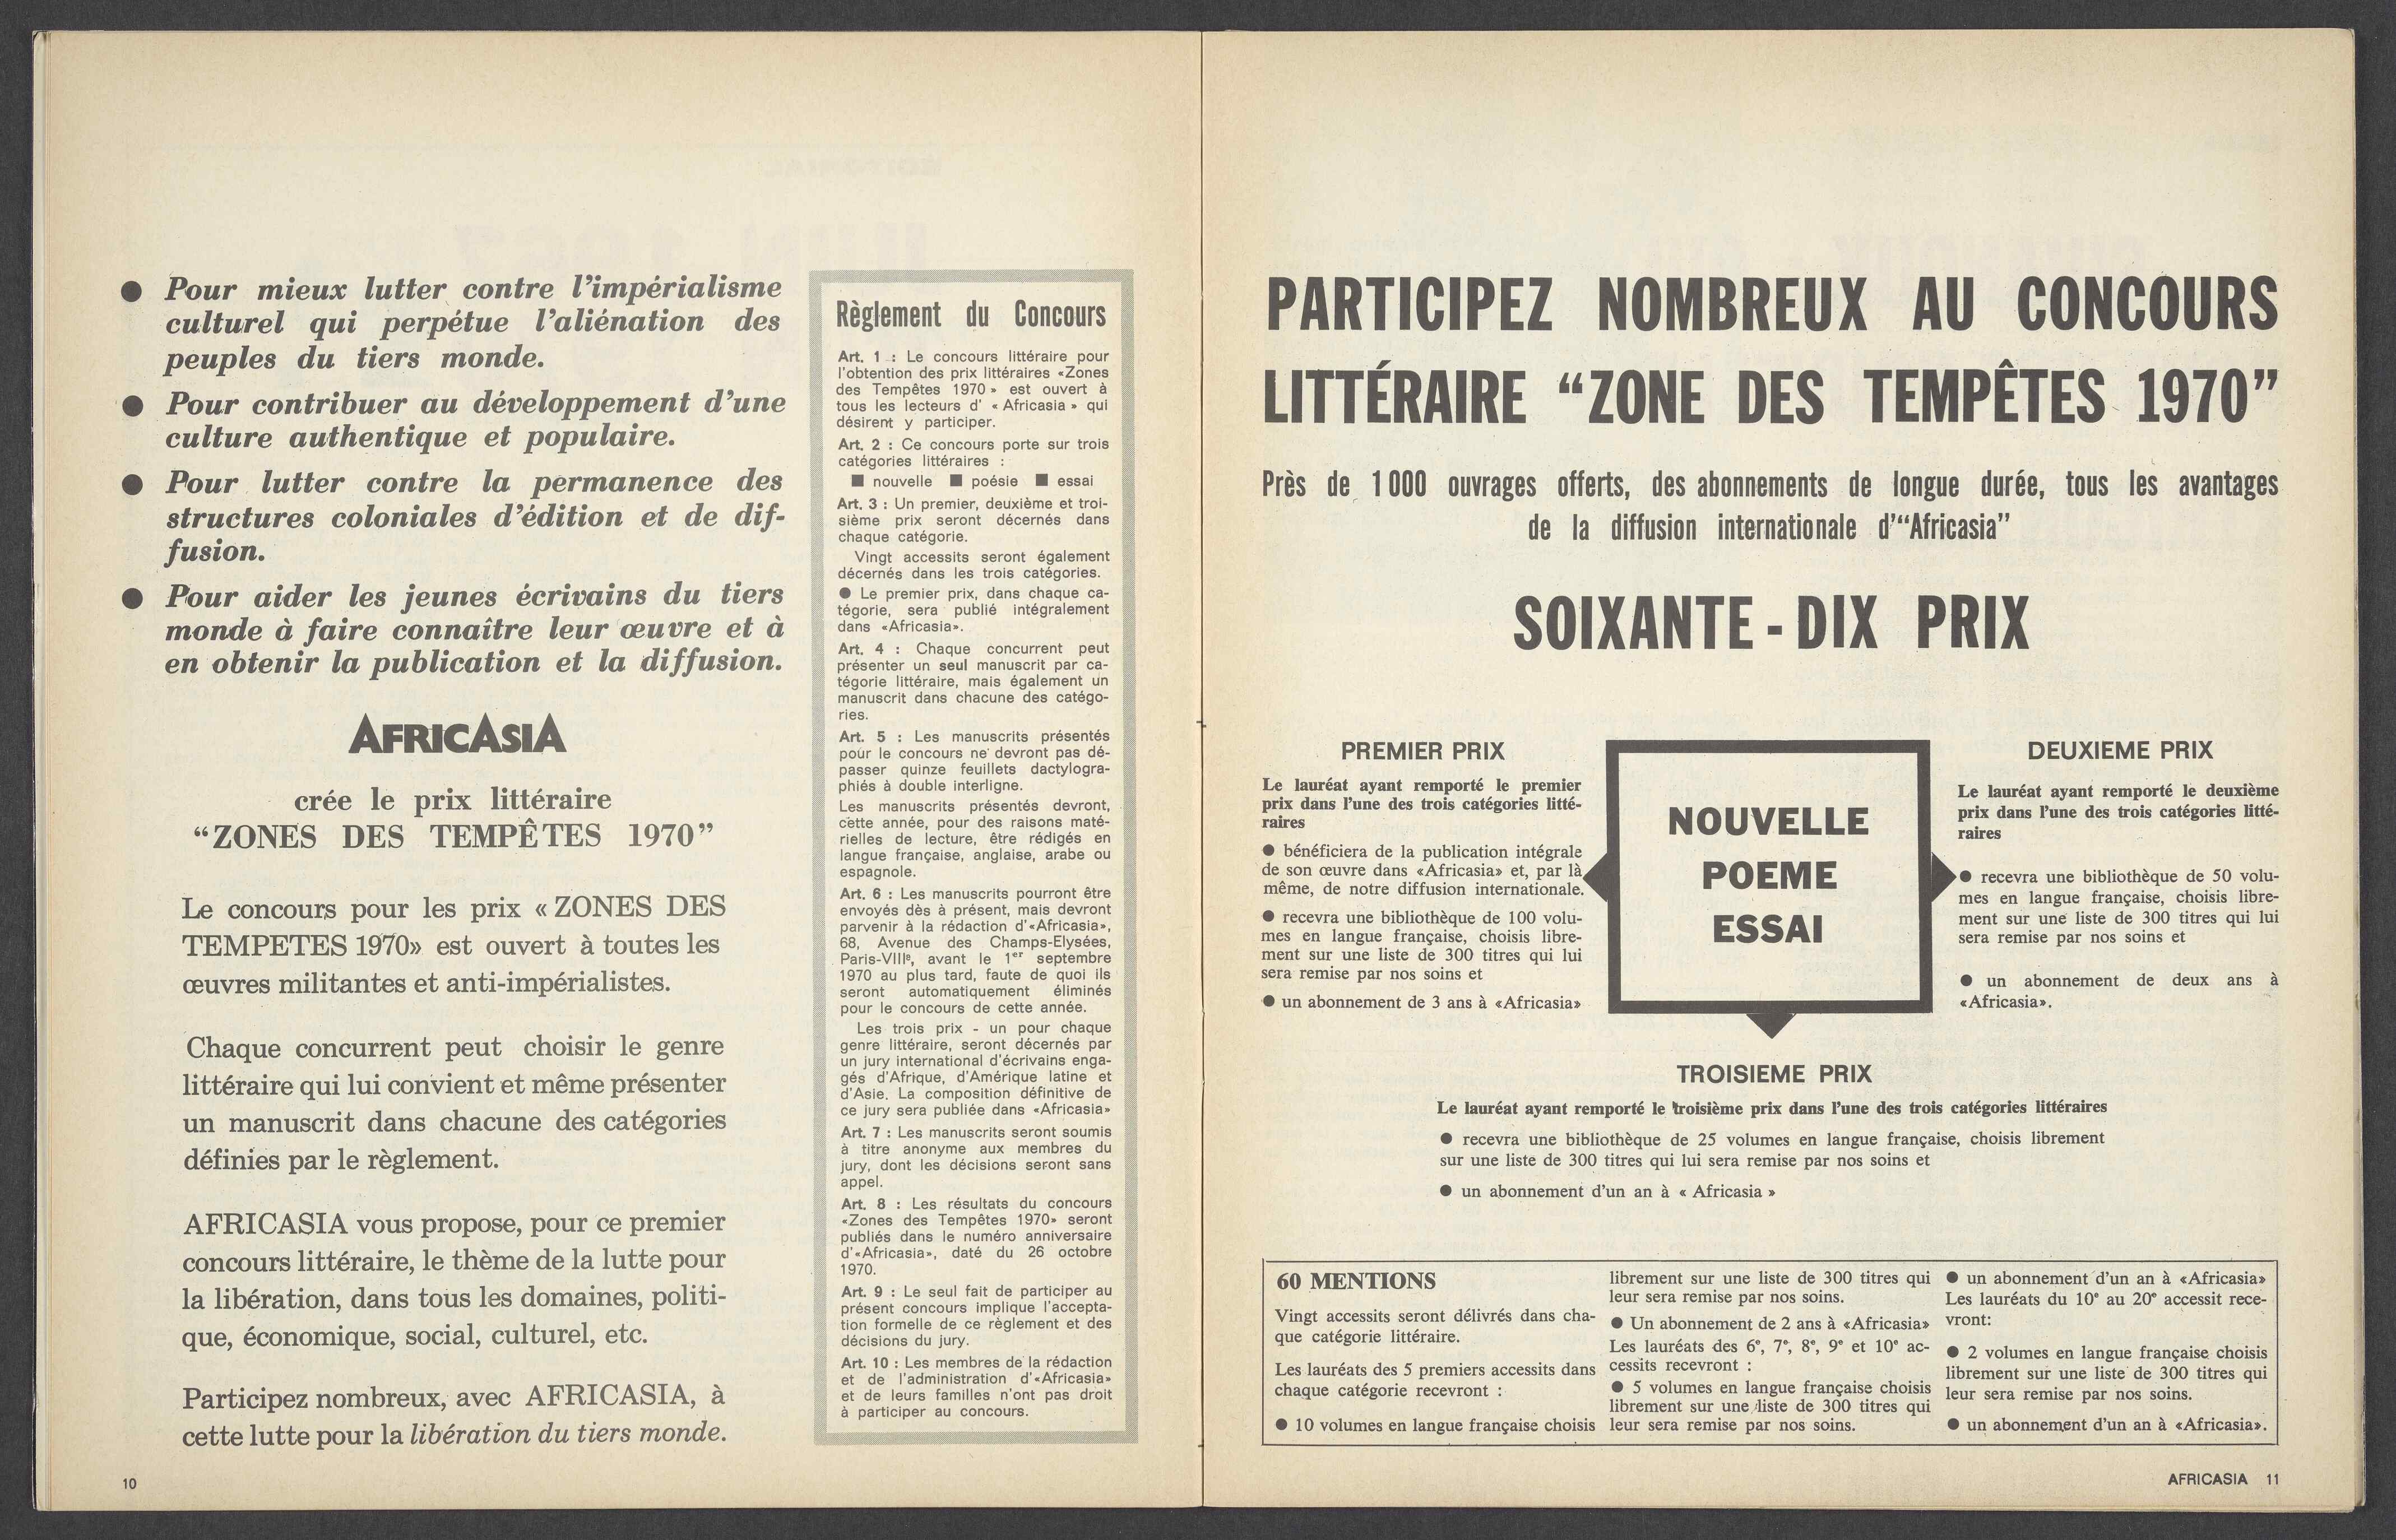 ● Pour mieux lutter contre l'impérialisme
culturel qui perpétue l'aliénation des
peuples du tiers monde.
● Pour contribuer au développement d'une
culture authentique et populaire.
● Pour lutter contre la permanence des
structures coloniales d'édition et de dif-
fusion.
● Pour aider les jeunes écrivains du tiers
monde à faire connaître leur œuvre et à
en obtenir la publication et la diffusion.
AFRICASIA
crée le prix littéraire
“ZONES DES TEMPÊTES 1970”
Le concours pour les prix « ZONES DES
TEMPETES 1970» est ouvert à toutes les
œuvres militantes et anti-impérialistes.
Chaque concurrent peut choisir le genre
littéraire qui lui convient et même présenter
un manuscrit dans chacune des catégories
définies par le règlement.
AFRICASIA vous propose, pour ce premier
concours littéraire, le thème de la lutte pour
la libération, dans tous les domaines, politi-
que, économique, social, culturel, etc.
Participez nombreux, avec AFRICASIA, à
cette lutte pour la libération du tiers monde.
10
Règlement du Concours
Art. 1 : Le concours littéraire pour
l'obtention des prix littéraires «Zones
des Tempêtes 1970 » est ouvert à
tous les lecteurs d' « Africasia » qui
désirent y participer.
Art. 2 : Ce concours porte sur trois
catégories littéraires :
■ nouvelle ■ poésie ■ essai
Art. 3 : Un premier, deuxième et troi-
sième prix seront décernés dans
chaque catégorie.
Vingt accessits seront également
décernés dans les trois catégories.
● Le premier prix, dans chaque ca-
tégorie, sera publié intégralement
dans «Africasia».
Art. 4 : Chaque concurrent peut
présenter un seul manuscrit par ca-
tégorie littéraire, mais également un
manuscrit dans chacune des catégo-
ries.
Art. 5 : Les manuscrits présentés
pour le concours ne devront pas dé-
passer quinze feuillets dactylogra-
phiés à double interligne.
Les manuscrits présentés devront,
cette année, pour des raisons maté-
rielles de lecture, être rédigés en
langue française, anglaise, arabe ou
espagnole.
Art. 6 : Les manuscrits pourront être
envoyés dès à présent, mais devront
parvenir à la rédaction d'«Africasia»,
68, Avenue des Champs-Elysées,
Paris-VIIIe, avant le 1er septembre
1970 au plus tard, faute de quoi ils
seront automatiquement éliminés
pour le concours de cette année.
Les trois prix - un pour chaque
genre littéraire, seront décernés par
un jury international d'écrivains enga-
gés d'Afrique, d'Amérique latine et
d'Asie. La composition définitive de
ce jury sera publiée dans «Africasia»
Art. 7 : Les manuscrits seront soumis
à titre anonyme aux membres du
jury, dont les décisions seront sans
appel.
Art. 8 : Les résultats du concours
«Zones des Tempêtes 1970» seront
publiés dans le numéro anniversaire
d'«Africasia», daté du 26 octobre
1970.
Art. 9 : Le seul fait de participer au
présent concours implique l'accepta-
tion formelle de ce règlement et des
décisions du jury.
Art. 10 : Les membres de la rédaction
et de l'administration d'«Africasia»
et de leurs familles n'ont pas droit
à participer au concours.
PARTICIPEZ NOMBREUX AU CONCOURS
LITTÉRAIRE “ZONE DES TEMPÊTES 1970”
Près de 1000 ouvrages offerts, des abonnements de longue durée, tous les avantages
de la diffusion internationale d'“Africasia”
SOIXANTE-DIX PRIX
PREMIER PRIX
Le lauréat ayant remporté le premier
prix dans l'une des trois catégories litté-
raires
● bénéficiera de la publication intégrale
de son œuvre dans «Africasia» et, par là
même, de notre diffusion internationale.
● recevra une bibliothèque de 100 volu-
mes en langue française, choisis libre-
ment sur une liste de 300 titres qui lui
sera remise par nos soins et
● un abonnement de 3 ans à «Africasia»
NOUVELLE
POEME
ESSAI
DEUXIEME PRIX
Le lauréat ayant remporté le deuxième
prix dans l'une des trois catégories litté-
raires
● recevra une bibliothèque de 50 volu-
mes en langue française, choisis libre-
ment sur une liste de 300 titres qui lui
sera remise par nos soins et
● un abonnement de deux ans à
«Africasia».
TROISIEME PRIX
Le lauréat ayant remporté le troisième prix dans l'une des trois catégories littéraires
● recevra une bibliothèque de 25 volumes en langue française, choisis librement
sur une liste de 300 titres qui lui sera remise par nos soins et
● un abonnement d'un an à « Africasia »
60 MENTIONS
Vingt accessits seront délivrés dans cha-
que catégorie littéraire.
Les lauréats des 5 premiers accessits dans
chaque catégorie recevront :
● 10 volumes en langue française choisis
librement sur une liste de 300 titres qui
leur sera remise par nos soins.
● Un abonnement de 2 ans à «Africasia»
Les lauréats des 6e, 7e, 8e, 9e et 10e ac-
cessits recevront :
● 5 volumes en langue française choisis
librement sur une liste de 300 titres qui
leur sera remise par nos soins.
● un abonnement d'un an à «Africasia»
Les lauréats du 10e au 20e accessit rece-
vront:
● 2 volumes en langue française choisis
librement sur une liste de 300 titres qui
leur sera remise par nos soins.
● un abonnement d'un an à «Africasia».
AFRICASIA 11